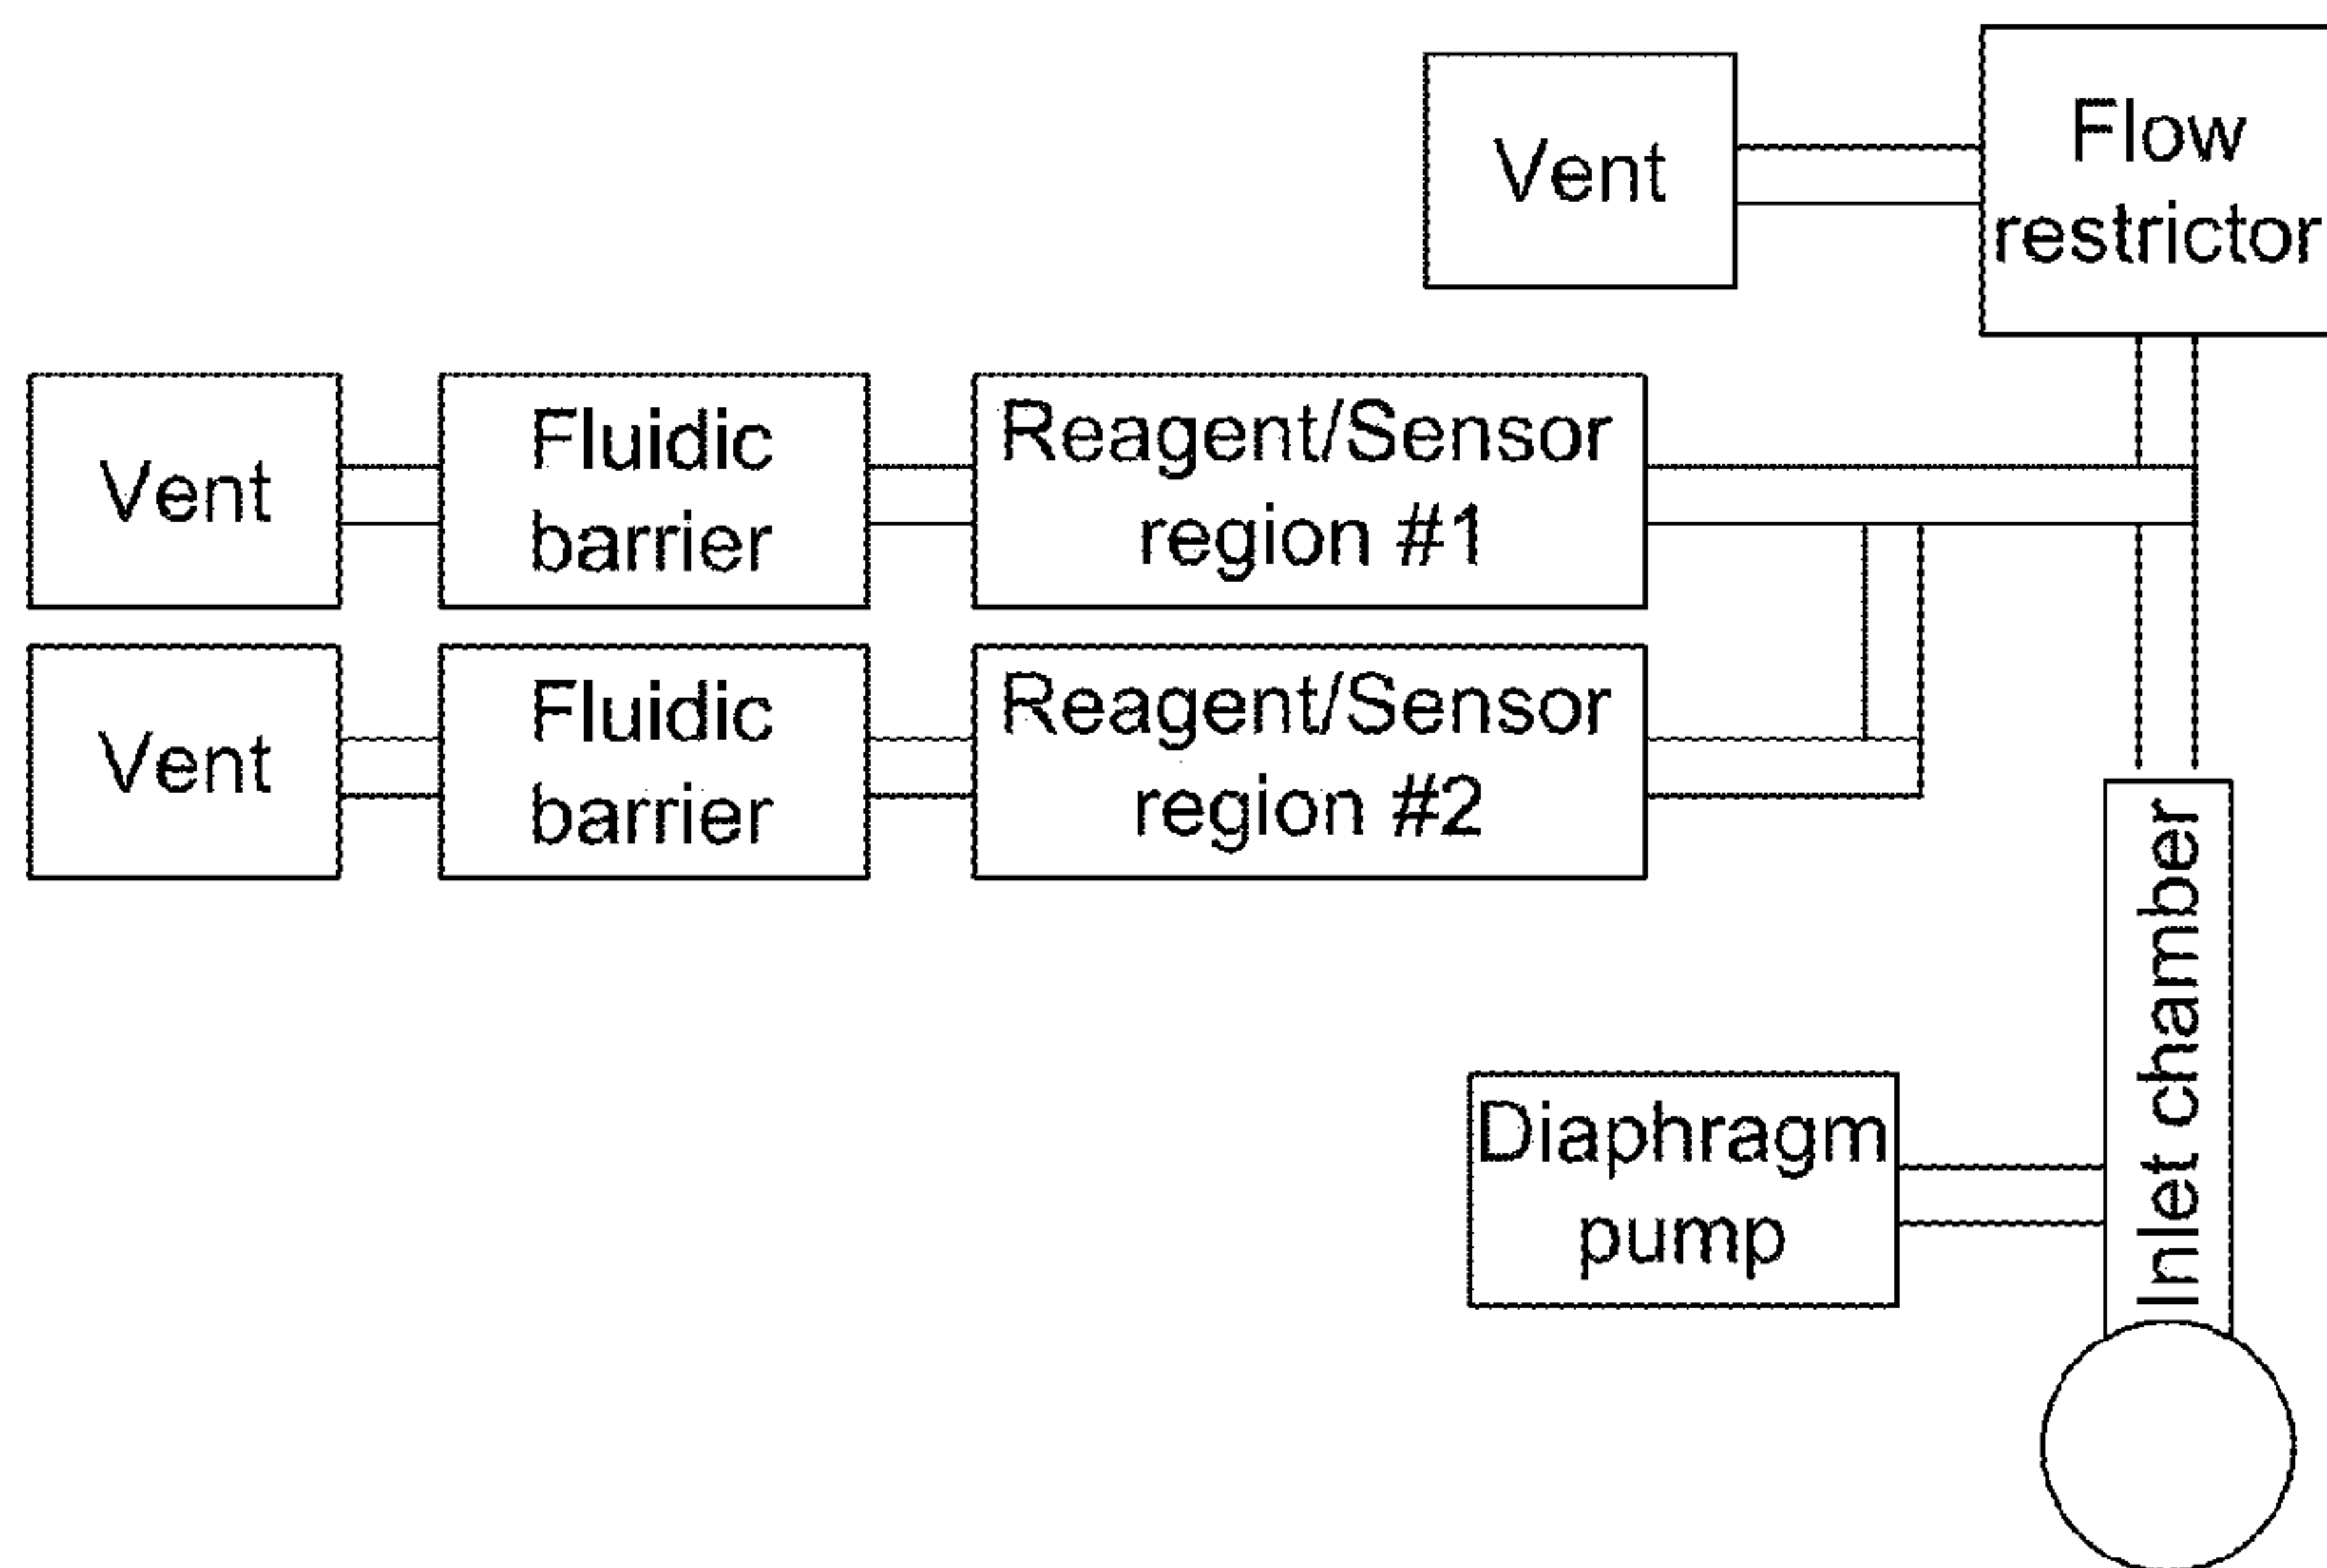 Vent
Flow
restrictor
Vent
Fluidic
barrier
Reagent/Sensor
region #1
Vent
Fluidic
barrier
Reagent/Sensor
region #2
Inlet chamber
Diaphragm
pump